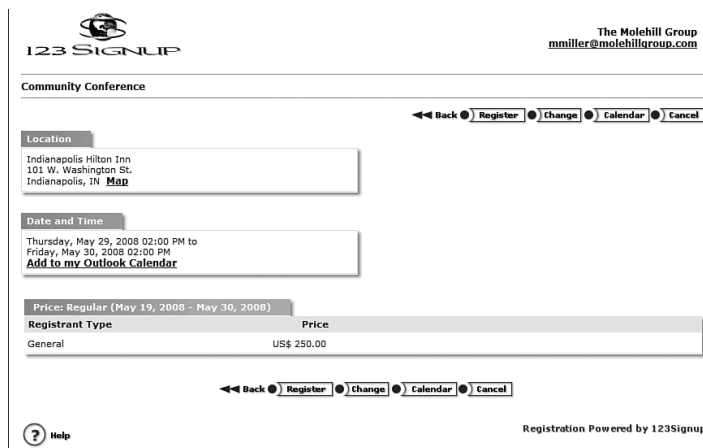 123 SIGNUP
The Molehill Group
mmiller@molehillgroup.com
Community Conference
Back Register Change Calendar Cancel
Location
Indianapolis Hilton Inn
101 W. Washington St.
Indianapolis, IN Map
Date and Time
Thursday, May 29, 2008 02:00 PM to
Friday, May 30, 2008 02:00 PM
Add to my Outlook Calendar
Price: Regular (May 19, 2008 - May 30, 2008)
Registrant Type Price
General US$ 250.00
Back Register Change Calendar Cancel
? Help
Registration Powered by 123Signup